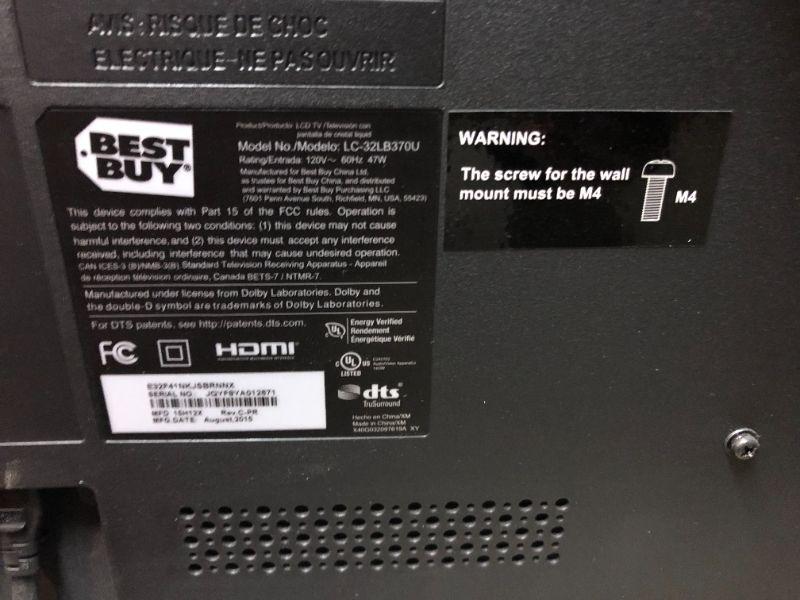 AVIS : RISQUE DE CHOC
ELECTRIQUE-NE PAS OUVRIR
BEST
BUY®
Product/Producto: LCD TV /Televisión con
pantalla de cristal líquid
Model No./Modelo: LC-32LB370U
Rating/Entrada: 120V~ 60Hz 47W
Manufactured for Best Buy China Ltd.
as trustee for Best Buy China, and distributed
and warranted by Best Buy Purchasing LLC
(7601 Penn Avenue South, Richfield, MN, USA, 55423)
This device complies with Part 15 of the FCC rules. Operation is
subject to the following two conditions: (1) this device may not cause
harmful interference, and (2) this device must accept any interference
received, including interference that may cause undesired operation.
CAN ICES-3 (B)/NMB-3(B) Standard Television Receiving Apparatus - Appareil
de réception télévision ordinaire, Canada BETS-7 / NTMR-7.
Manufactured under license from Dolby Laboratories. Dolby and
the double-D symbol are trademarks of Dolby Laboratories.
For DTS patents, see http://patents.dts.com.
UL
Energy Verified
Rendement
Énergétique Vérifié
FC
HDMI
C UL US
LISTED
E32F41NKJSBRNNX
SERIAL NO.
MFD 15H12X Rev.C-PR
MFG.DATE August,2015
dts
TruSurround
Hecho en China/XM
Made in China/XM
WARNING:
The screw for the wall
mount must be M4
M4